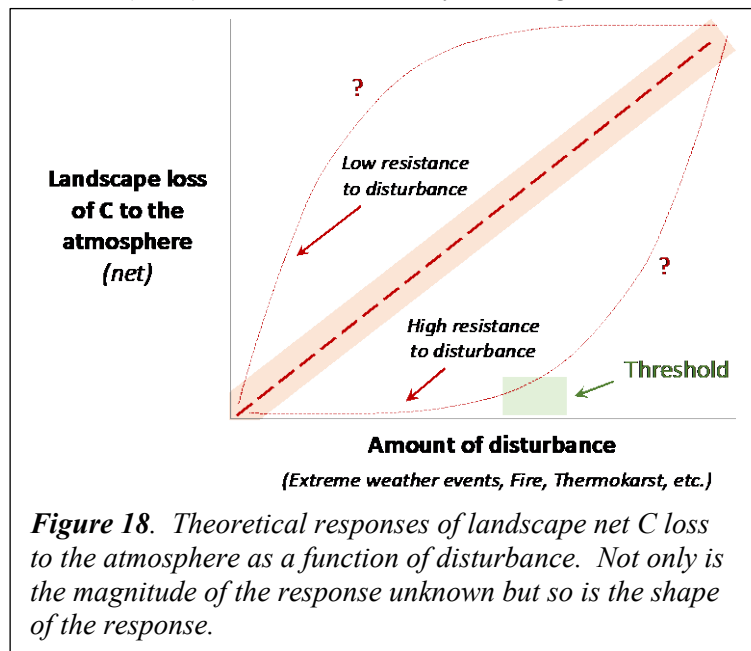 ?
Low resistance
to disturbance
Landscape loss
of C to the
atmosphere
(net)
?
High resistance
to disturbance
Threshold
Amount of disturbance
(Extreme weather events, Fire, Thermokarst, etc.)
Figure 18.  Theoretical responses of landscape net C loss
to the atmosphere as a function of disturbance.  Not only is
the magnitude of the response unknown but so is the shape
of the response.